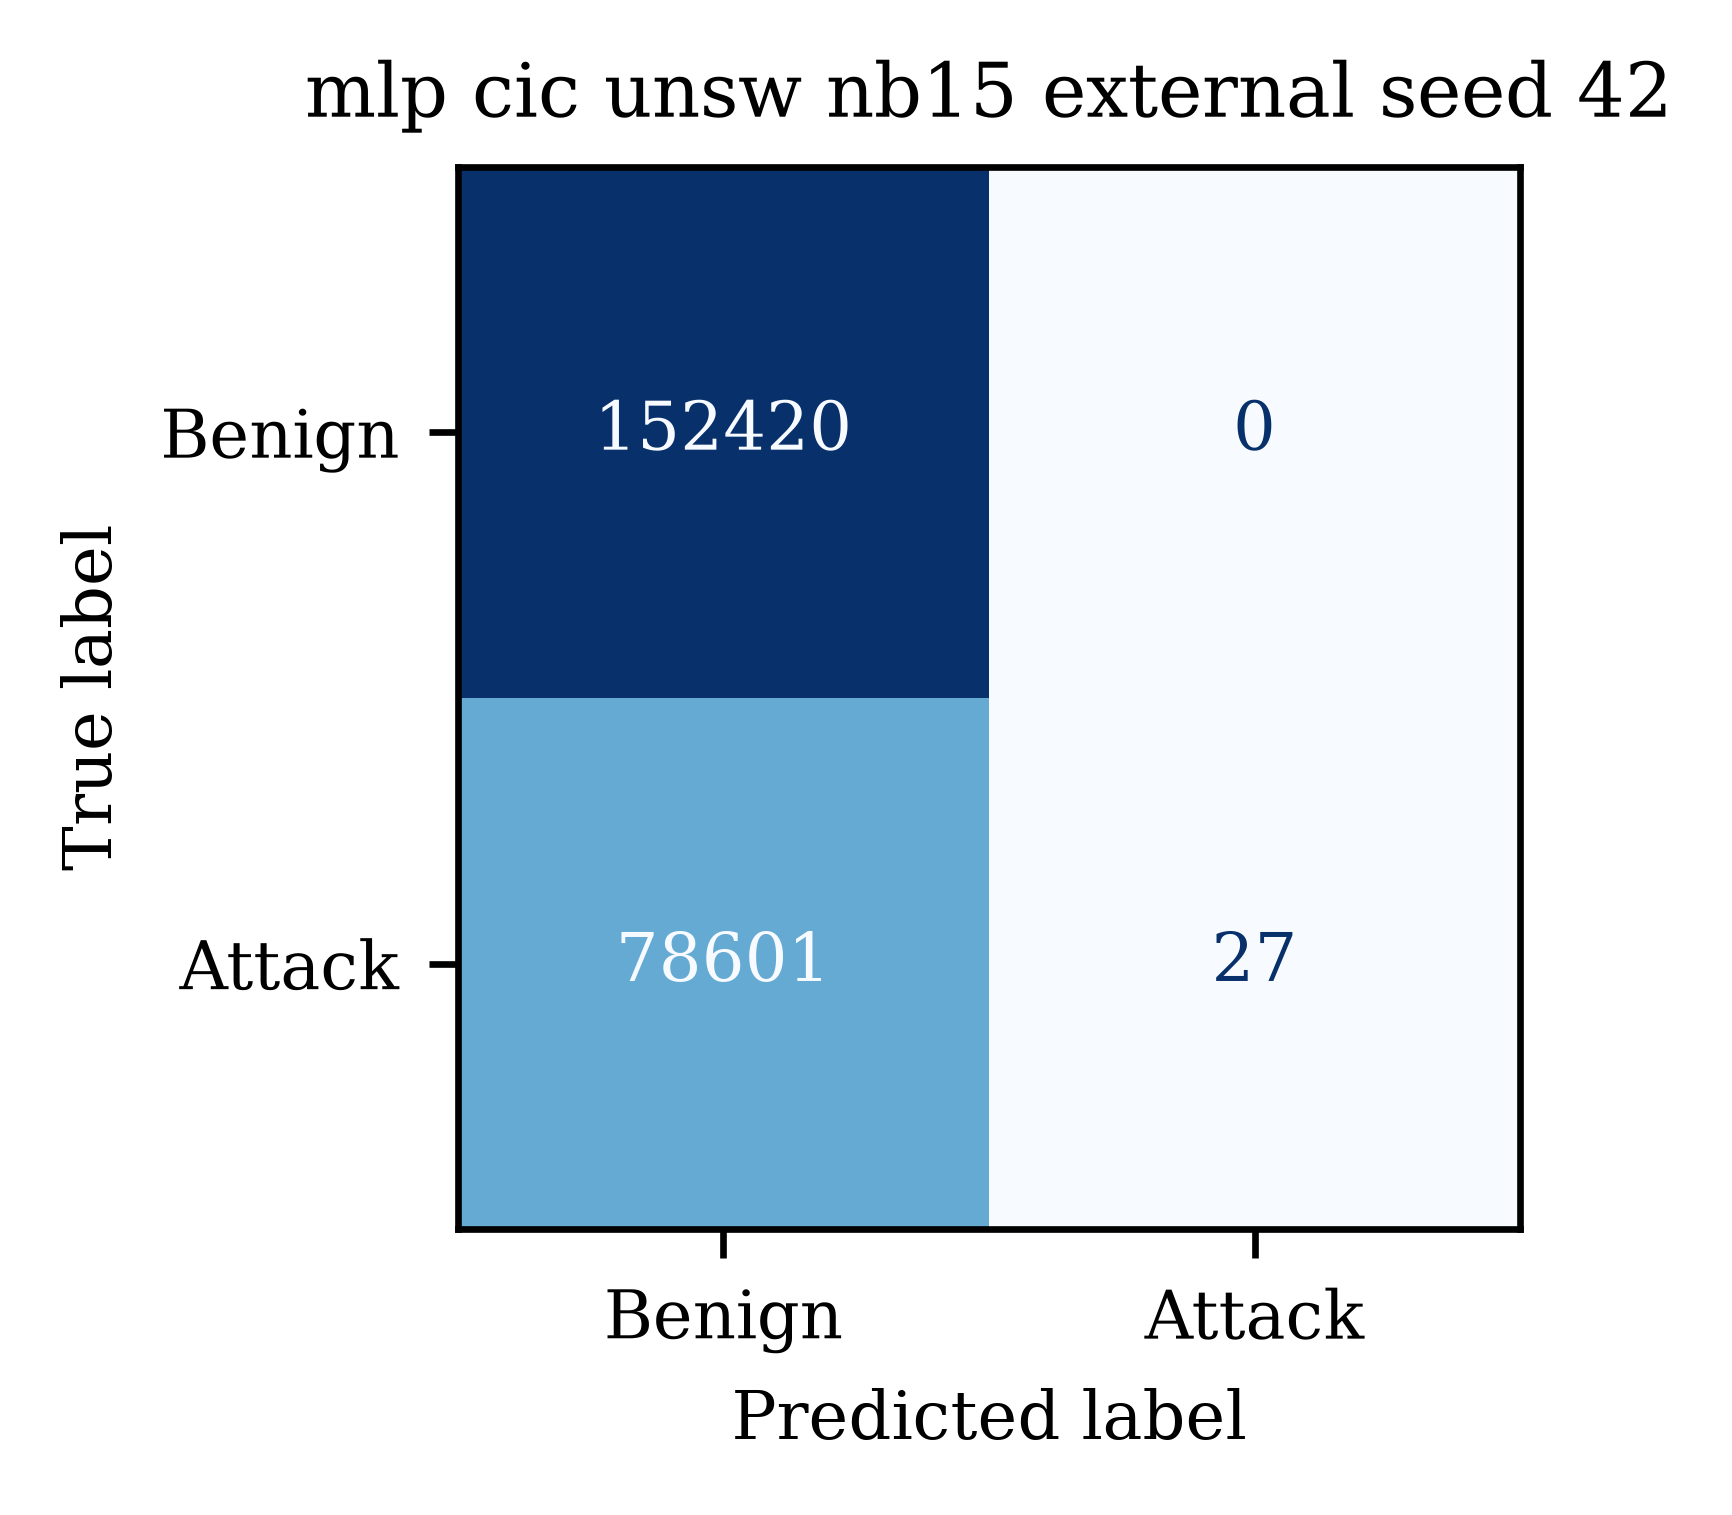 mlp cic unsw nb15 external seed 42
True label
Benign
152420
0
Attack
78601
27
Benign
Attack
Predicted label